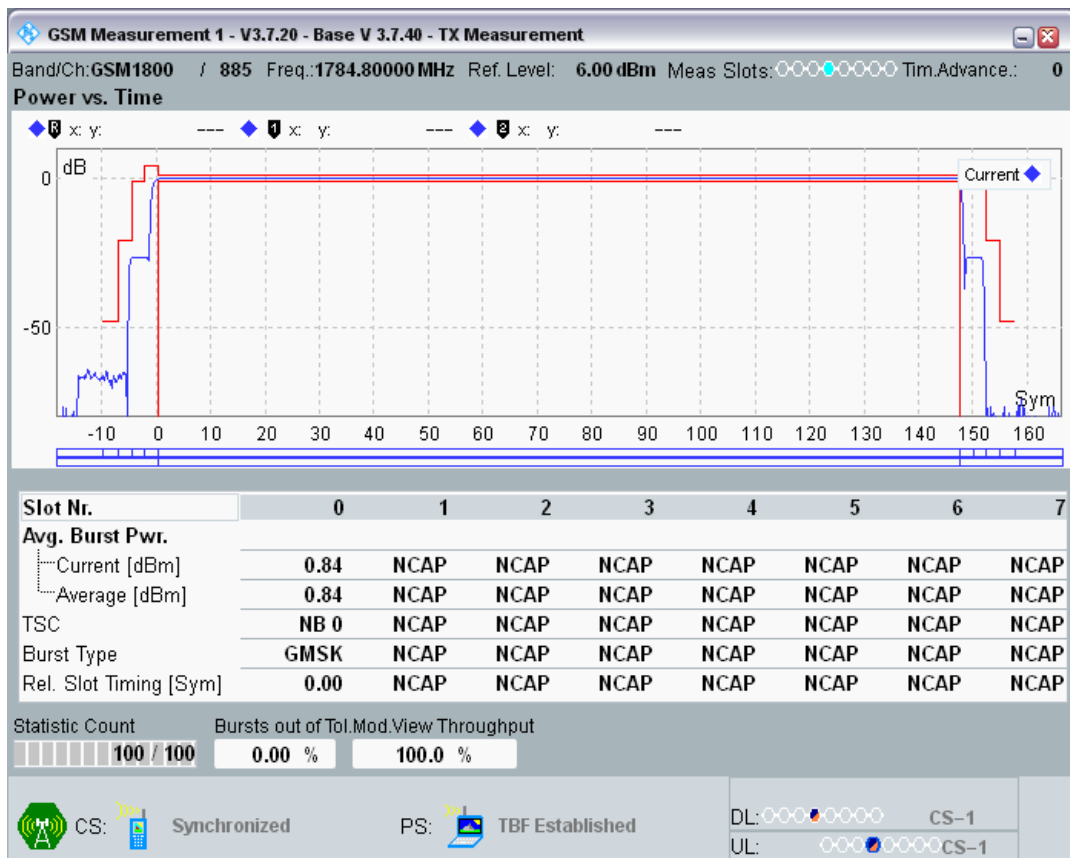 GSM Measurement 1 - V3.7.20 - Base V 3.7.40 - TX Measurement
Band/Ch:GSM1800 / 885 Freq.:1784.80000 MHz Ref. Level: 6.00 dBm Meas Slots: Tim.Advance.: 0
Power vs. Time
R x: y: --- 1 x: y: --- 2 x: y: ---
dB
Current
0
-50
Sym
-10 0 10 20 30 40 50 60 70 80 90 100 110 120 130 140 150 160
Slot Nr. 0 1 2 3 4 5 6 7
Avg. Burst Pwr.
Current [dBm] 0.84 NCAP NCAP NCAP NCAP NCAP NCAP NCAP
Average [dBm] 0.84 NCAP NCAP NCAP NCAP NCAP NCAP NCAP
TSC NB 0 NCAP NCAP NCAP NCAP NCAP NCAP NCAP
Burst Type GMSK NCAP NCAP NCAP NCAP NCAP NCAP NCAP
Rel. Slot Timing [Sym] 0.00 NCAP NCAP NCAP NCAP NCAP NCAP NCAP
Statistic Count Bursts out of Tol.Mod.View Throughput
100 / 100 0.00 % 100.0 %
CS: Synchronized PS: TBF Established
DL: CS-1
UL: CS-1